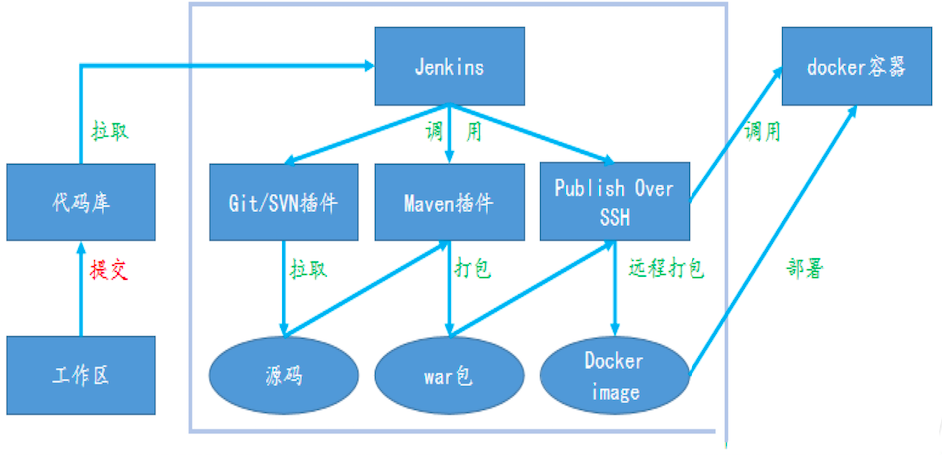 Jenkins
docker容器
拉取
调 用
调用
代码库
Git/SVN插件
Maven插件
Publish Over
SSH
提交
拉取
打包
远程打包
部署
工作区
源码
war包
Docker
image